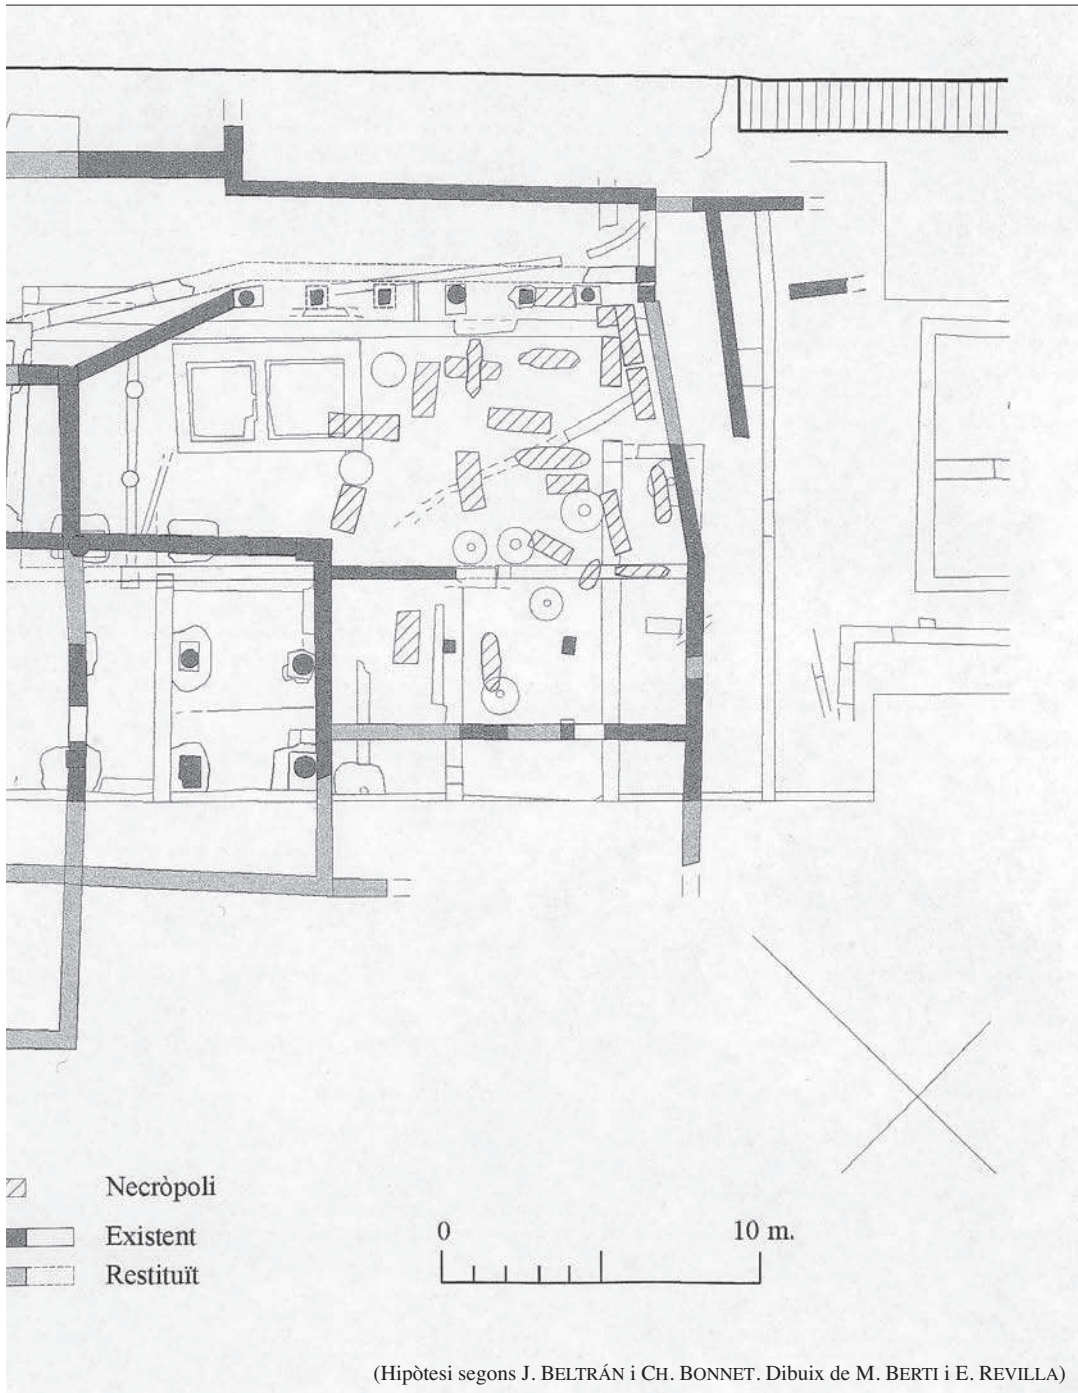 Necròpoli
Existent
Restituït
0 10 m.
(Hipòtesi segons J. BELTRÁN i CH. BONNET. Dibuix de M. BERTI i E. REVILLA)